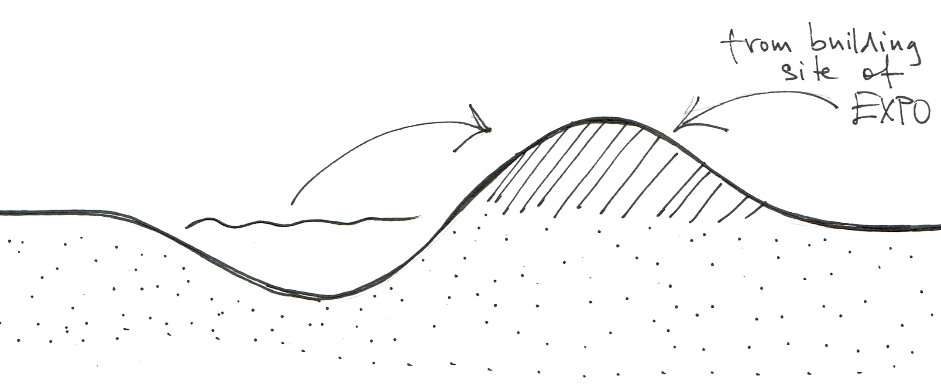 from building
site of
EXPO